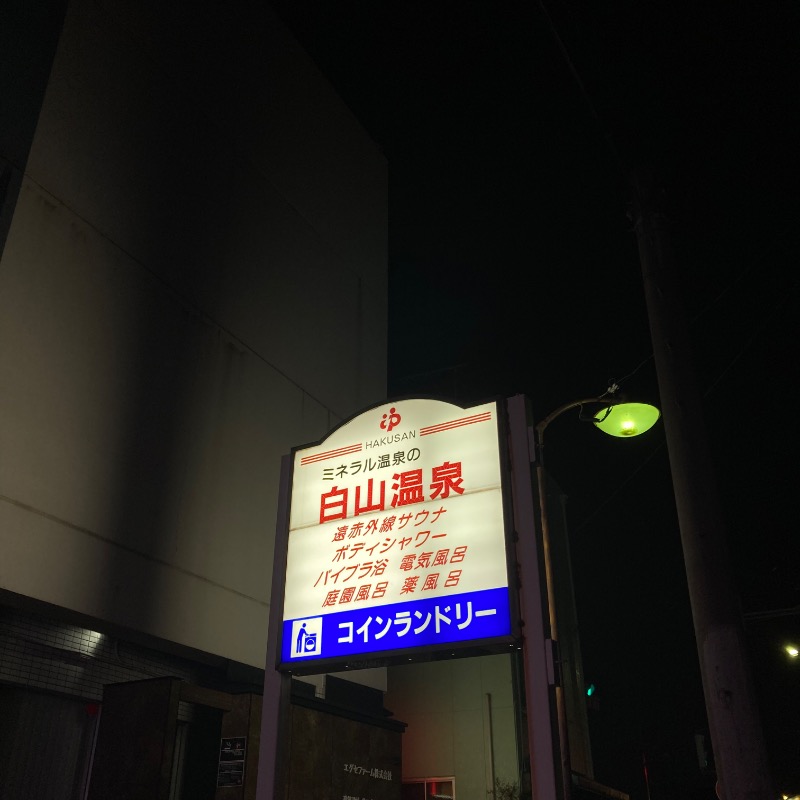 HAKUSAN
ミネラル温泉の
白山温泉
遠赤外線サウナ
ボディシャワー
バイブラ浴 電気風呂
庭園風呂 薬風呂
コインランドリー